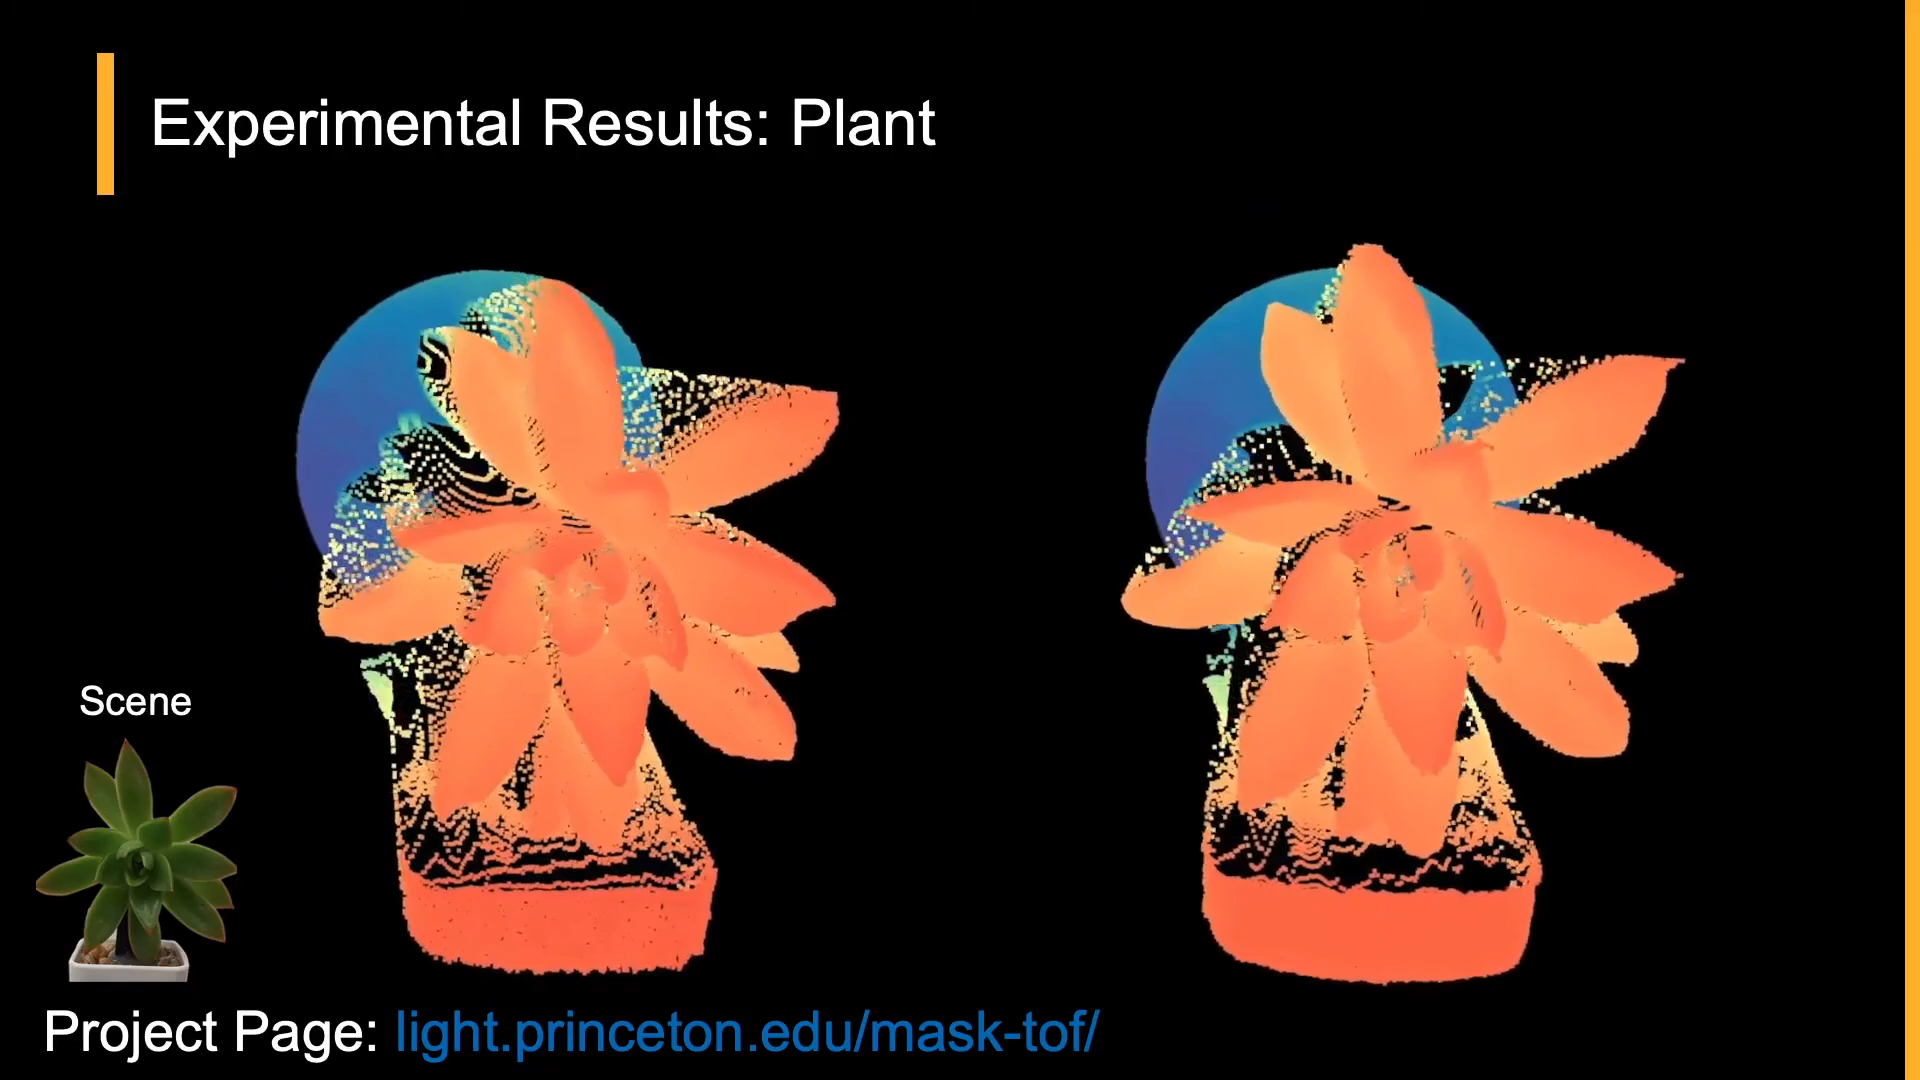 Experimental Results: Plant
Scene
Project Page: light.princeton.edu/mask-tof/